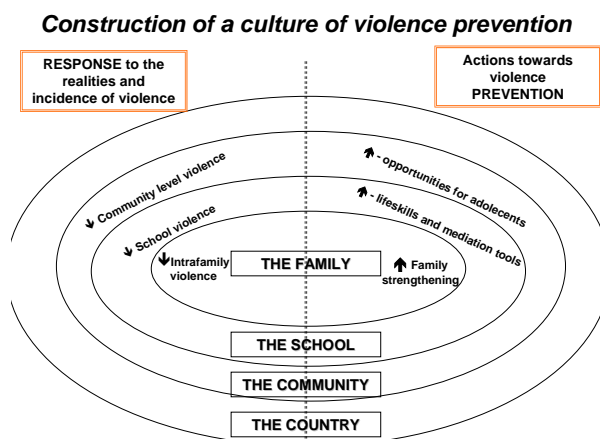 Construction of a culture of violence prevention
RESPONSE to the
realities and
incidence of violence
Actions towards
violence
PREVENTION
Community level violence
- opportunities for adolecents
School violence
- lifeskills and mediation tools
Intrafamily
violence
THE FAMILY
Family
strengthening
THE SCHOOL
THE COMMUNITY
THE COUNTRY